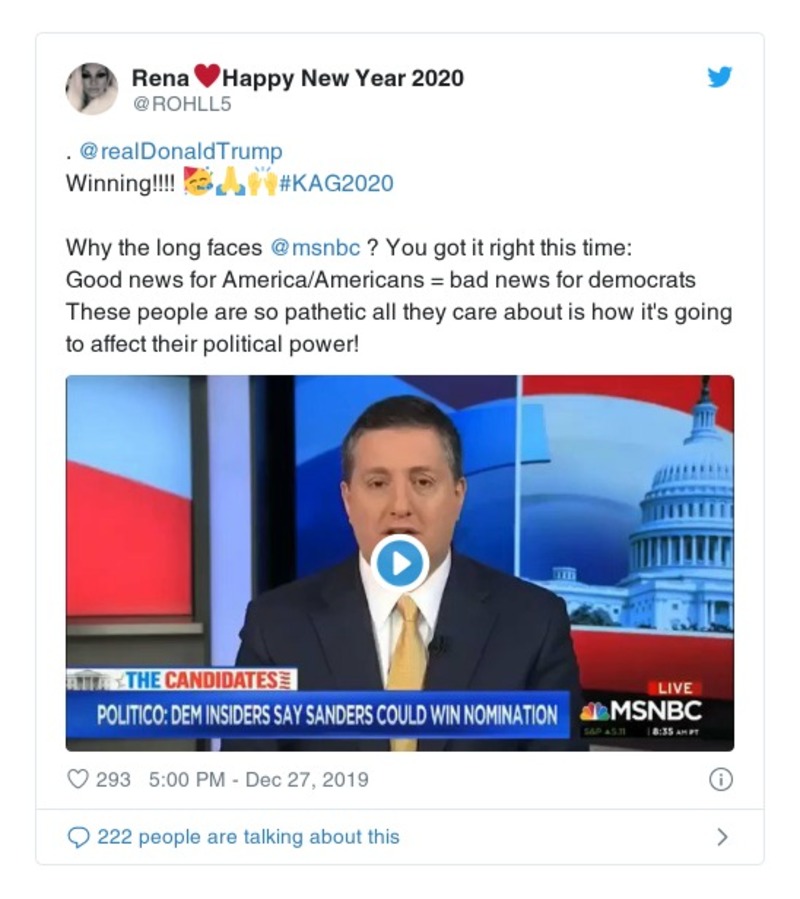 Rena❤️Happy New Year 2020
@ROHLL5
. @realDonaldTrump
Winning!!!! 🥳🙏🙌#KAG2020
Why the long faces @msnbc ? You got it right this time:
Good news for America/Americans = bad news for democrats
These people are so pathetic all they care about is how it's going
to affect their political power!
THE CANDIDATES
POLITICO: DEM INSIDERS SAY SANDERS COULD WIN NOMINATION
LIVE
MSNBC
S&P ▲5.11 8:35 AM PT
293 5:00 PM - Dec 27, 2019
222 people are talking about this